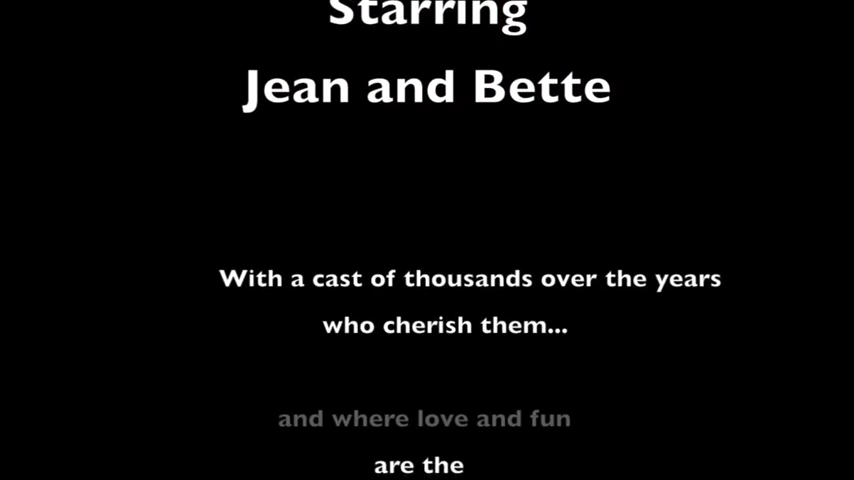 Starring
Jean and Bette
With a cast of thousands over the years
who cherish them...
and where love and fun
are the